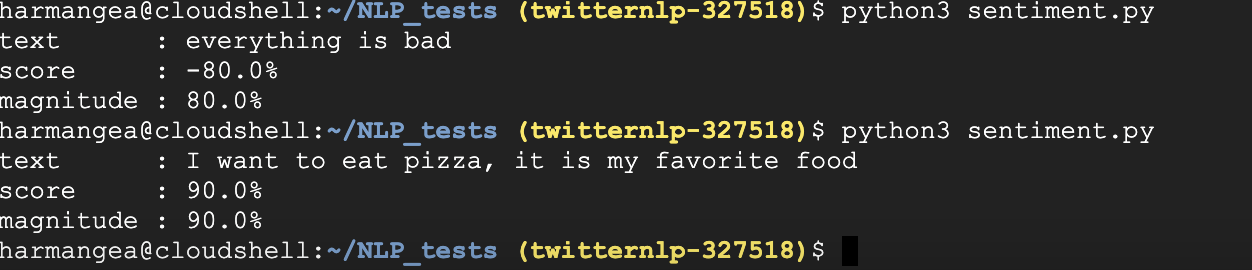 harmangea@cloudshell:~/NLP_tests (twitternlp-327518)$ python3 sentiment.py
text      : everything is bad
score     : -80.0%
magnitude : 80.0%
harmangea@cloudshell:~/NLP_tests (twitternlp-327518)$ python3 sentiment.py
text      : I want to eat pizza, it is my favorite food
score     : 90.0%
magnitude : 90.0%
harmangea@cloudshell:~/NLP_tests (twitternlp-327518)$